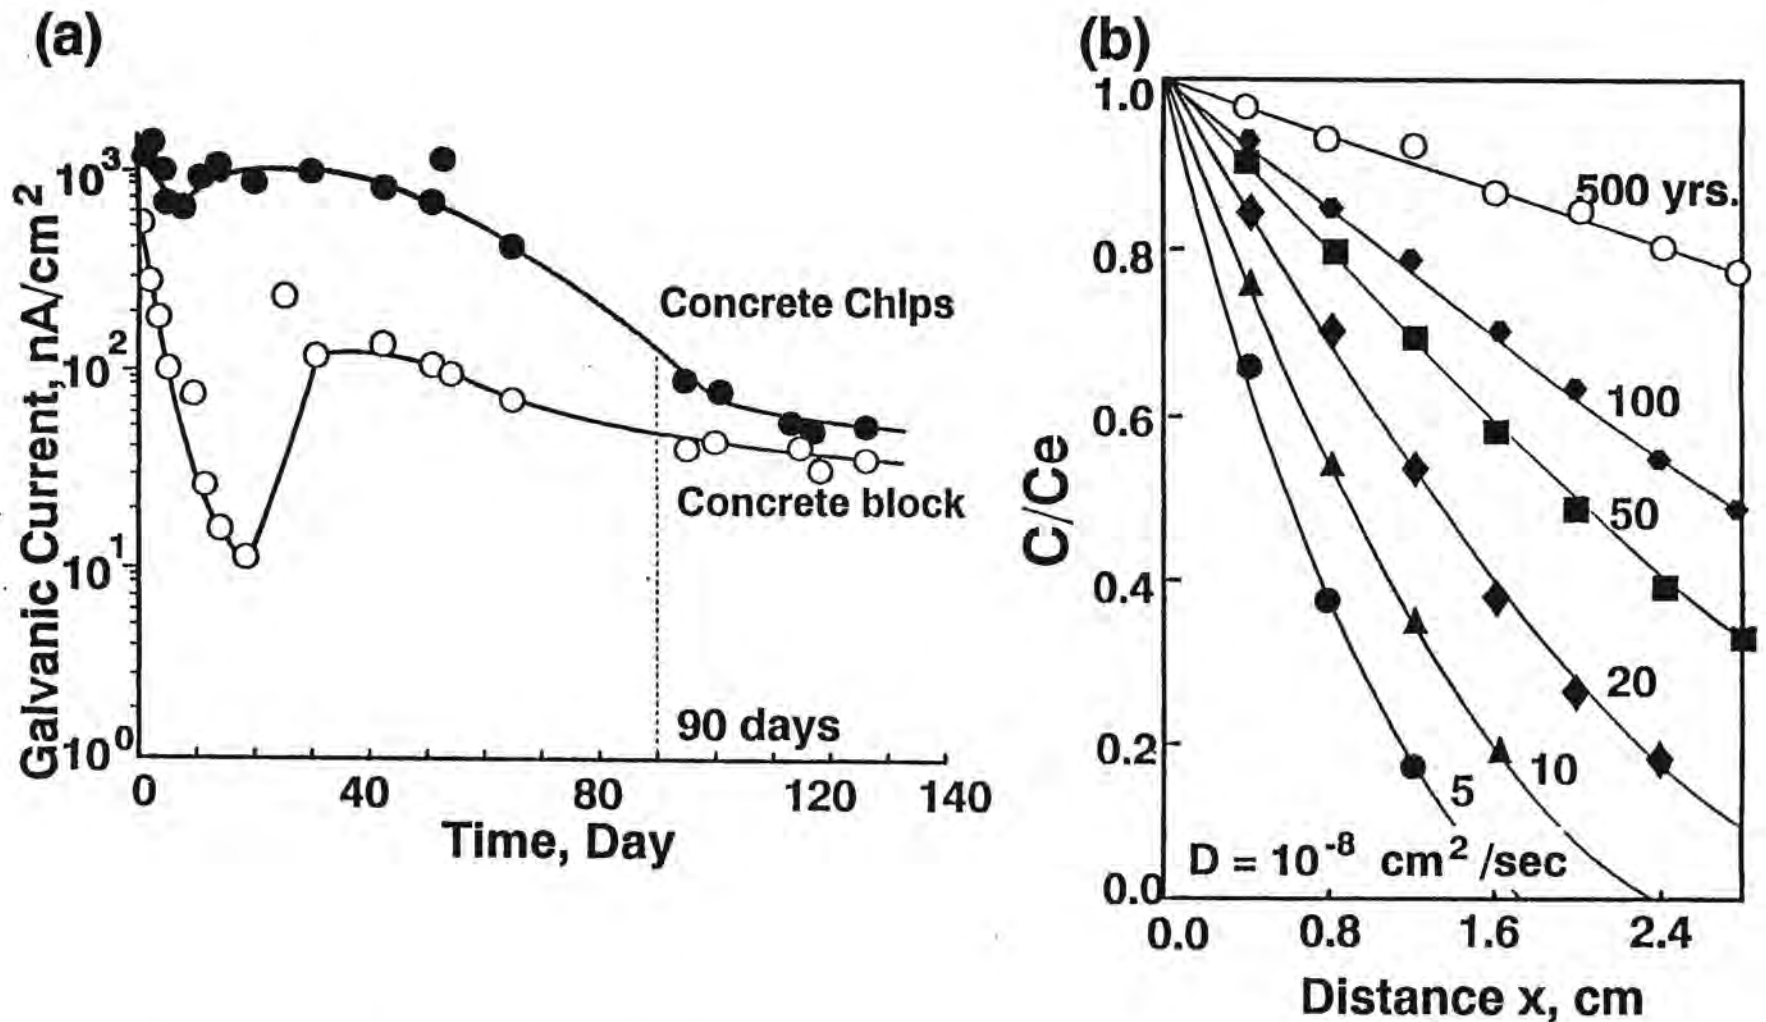 (a)
Galvanic Current, nA/cm²
10³
10²
10¹
10⁰
0
40
80
120
140
Time, Day
Concrete Chips
Concrete block
90 days
(b)
C/Ce
1.0
0.8
0.6
0.4
0.2
0.0
0.0
0.8
1.6
2.4
Distance x, cm
500 yrs.
100
50
20
10
5
D = 10⁻⁸ cm²/sec